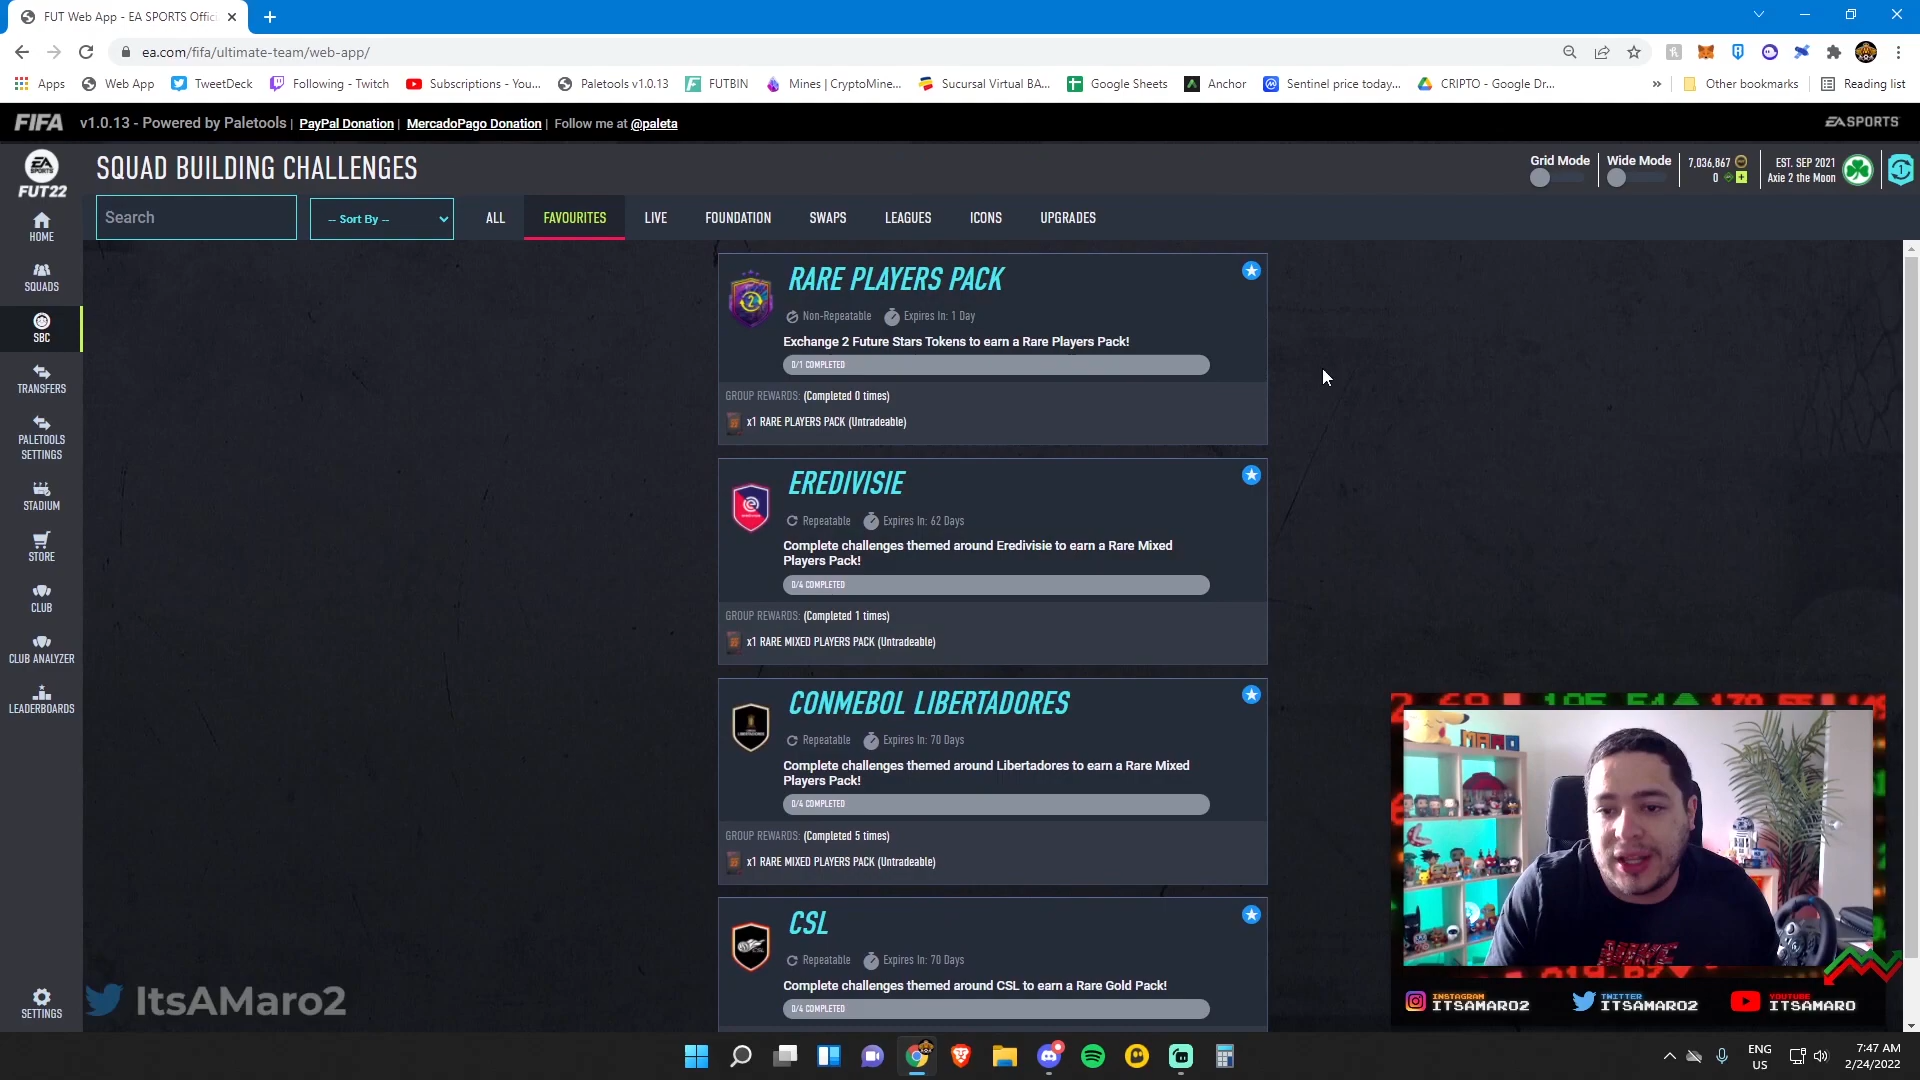 FUT Web App - EA SPORTS Offici
ea.com/fifa/ultimate-team/web-app/
Apps Web App TweetDeck Following - Twitch Subscriptions - You... Paletools v1.0.13 FUTBIN Mines | CryptoMine... Sucursal Virtual BA... Google Sheets Anchor Sentinel price today... CRIPTO - Google Dr... » Other bookmarks Reading list
FIFA v1.0.13 - Powered by Paletools | PayPal Donation | MercadoPago Donation | Follow me at @paleta EA SPORTS
EA SPORTS
FUT22
SQUAD BUILDING CHALLENGES
Grid Mode Wide Mode
7,036,867
0
EST. SEP 2021
Axie 2 the Moon
1
Search -- Sort By -- ALL FAVOURITES LIVE FOUNDATION SWAPS LEAGUES ICONS UPGRADES
HOME
SQUADS
SBC
TRANSFERS
PALETOOLS
SETTINGS
STADIUM
STORE
CLUB
CLUB ANALYZER
LEADERBOARDS
SETTINGS
2
RARE PLAYERS PACK
Non-Repeatable Expires In: 1 Day
Exchange 2 Future Stars Tokens to earn a Rare Players Pack!
0/1 COMPLETED
GROUP REWARDS: (Completed 0 times)
x1 RARE PLAYERS PACK (Untradeable)
EREDIVISIE
Repeatable Expires In: 62 Days
Complete challenges themed around Eredivisie to earn a Rare Mixed
Players Pack!
0/4 COMPLETED
GROUP REWARDS: (Completed 1 times)
x1 RARE MIXED PLAYERS PACK (Untradeable)
CONMEBOL LIBERTADORES
Repeatable Expires In: 70 Days
Complete challenges themed around Libertadores to earn a Rare Mixed
Players Pack!
0/4 COMPLETED
GROUP REWARDS: (Completed 5 times)
x1 RARE MIXED PLAYERS PACK (Untradeable)
CSL
Repeatable Expires In: 70 Days
Complete challenges themed around CSL to earn a Rare Gold Pack!
0/4 COMPLETED
ItsAMaro2
INSTAGRAM
ITSAMARO2
TWITTER
ITSAMARO2
YOUTUBE
ITSAMARO
ENG
US
7:47 AM
2/24/2022